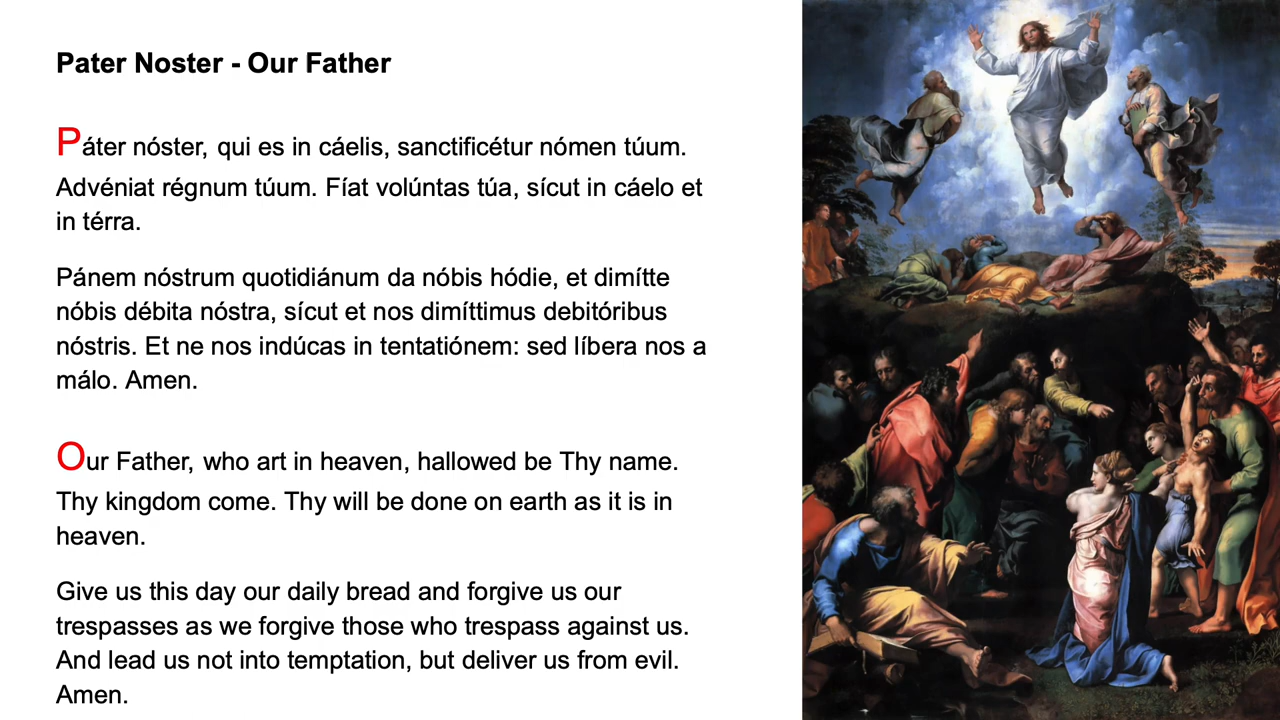 Pater Noster - Our Father
Páter nóster, qui es in cáelis, sanctificétur nómen túum.
Advéniat régnum túum. Fíat volúntas túa, sícut in cáelo et
in térra.
Pánem nóstrum quotidiánum da nóbis hódie, et dimítte
nóbis débita nóstra, sícut et nos dimíttimus debitóribus
nóstris. Et ne nos indúcas in tentatiónem: sed líbera nos a
málo. Amen.
Our Father, who art in heaven, hallowed be Thy name.
Thy kingdom come. Thy will be done on earth as it is in
heaven.
Give us this day our daily bread and forgive us our
trespasses as we forgive those who trespass against us.
And lead us not into temptation, but deliver us from evil.
Amen.